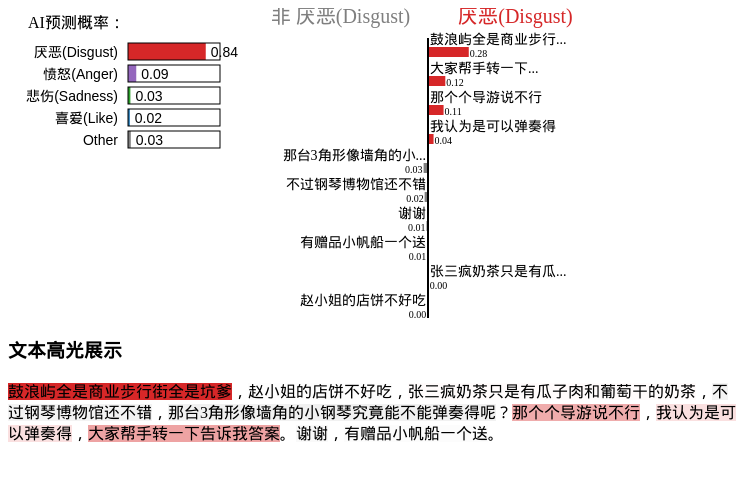 AI预测概率：
厌恶(Disgust) 0.84
愤怒(Anger) 0.09
悲伤(Sadness) 0.03
喜爱(Like) 0.02
Other 0.03
非 厌恶(Disgust) 厌恶(Disgust)
鼓浪屿全是商业步行...
0.28
大家帮手转一下...
0.12
那个个导游说不行
0.11
我认为是可以弹奏得
0.04
那台3角形像墙角的小...
0.03
不过钢琴博物馆还不错
0.02
谢谢
0.01
有赠品小帆船一个送
0.01
张三疯奶茶只是有瓜...
0.00
赵小姐的店饼不好吃
0.00
文本高光展示
鼓浪屿全是商业步行街全是坑爹，赵小姐的店饼不好吃，张三疯奶茶只是有瓜子肉和葡萄干的奶茶，不
过钢琴博物馆还不错，那台3角形像墙角的小钢琴究竟能不能弹奏得呢？那个个导游说不行，我认为是可
以弹奏得，大家帮手转一下告诉我答案。谢谢，有赠品小帆船一个送。